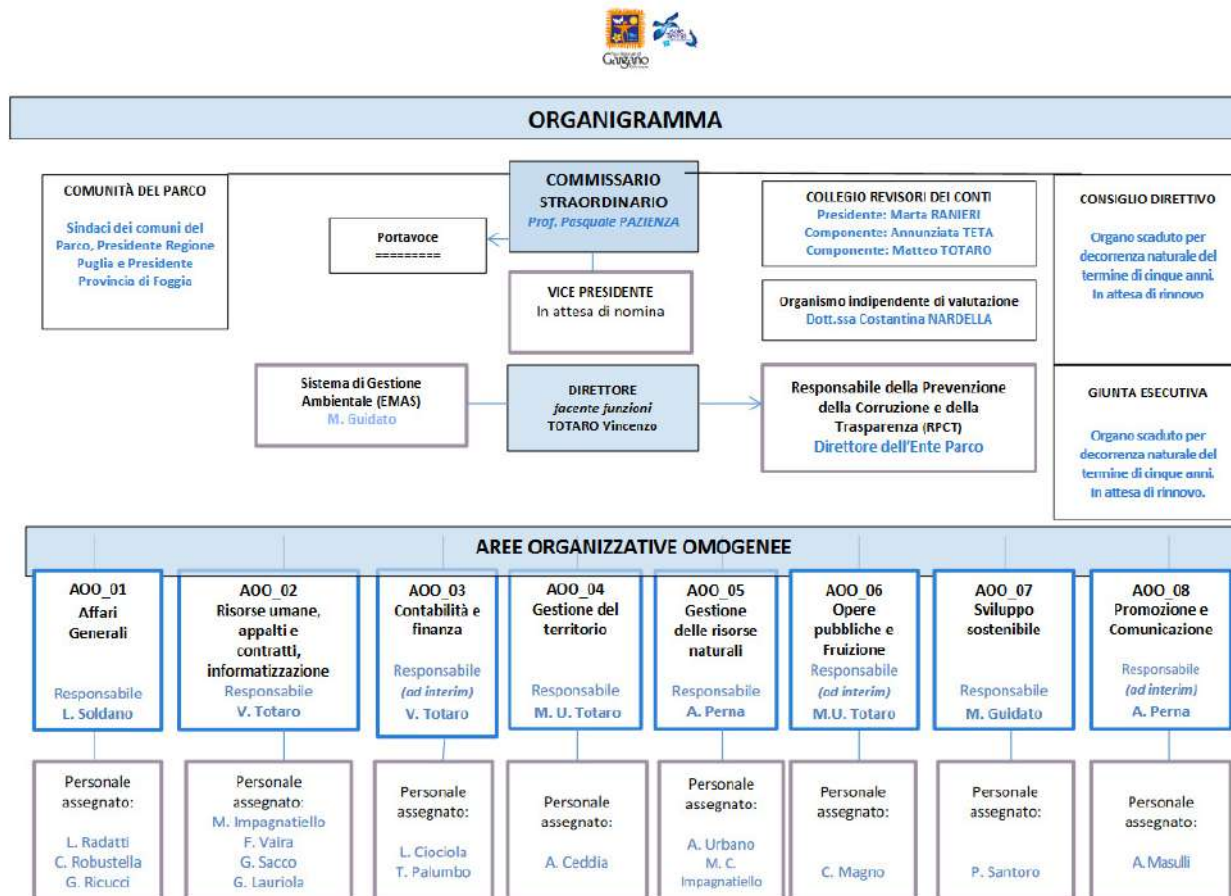 Gargano
ORGANIGRAMMA
COMUNITÀ DEL PARCO
Sindaci dei comuni del
Parco, Presidente Regione
Puglia e Presidente
Provincia di Foggia
Portavoce
=========
COMMISSARIO
STRAORDINARIO
Prof. Pasquale PAZIENZA
VICE PRESIDENTE
In attesa di nomina
COLLEGIO REVISORI DEI CONTI
Presidente: Marta RANIERI
Componente: Annunziata TETA
Componente: Matteo TOTARO
Organismo indipendente di valutazione
Dott.ssa Costantina NARDELLA
CONSIGLIO DIRETTIVO
Organo scaduto per
decorrenza naturale del
termine di cinque anni.
In attesa di rinnovo
Sistema di Gestione
Ambientale (EMAS)
M. Guidato
DIRETTORE
facente funzioni
TOTARO Vincenzo
Responsabile della Prevenzione
della Corruzione e della
Trasparenza (RPCT)
Direttore dell'Ente Parco
GIUNTA ESECUTIVA
Organo scaduto per
decorrenza naturale del
termine di cinque anni.
In attesa di rinnovo.
AREE ORGANIZZATIVE OMOGENEE
AOO_01
Affari
Generali
Responsabile
L. Soldano
AOO_02
Risorse umane,
appalti e
contratti,
informatizzazione
Responsabile
V. Totaro
AOO_03
Contabilità e
finanza
Responsabile
(ad interim)
V. Totaro
AOO_04
Gestione del
territorio
Responsabile
M. U. Totaro
AOO_05
Gestione
delle risorse
naturali
Responsabile
A. Perna
AOO_06
Opere
pubbliche e
Fruizione
Responsabile
(ad interim)
M.U. Totaro
AOO_07
Sviluppo
sostenibile
Responsabile
M. Guidato
AOO_08
Promozione e
Comunicazione
Responsabile
(ad interim)
A. Perna
Personale
assegnato:
L. Radatti
C. Robustella
G. Ricucci
Personale
assegnato:
M. Impagnatiello
F. Vaira
G. Sacco
G. Lauriola
Personale
assegnato:
L. Ciociola
T. Palumbo
Personale
assegnato:
A. Ceddia
Personale
assegnato:
A. Urbano
M. C.
Impagnatiello
Personale
assegnato:
C. Magno
Personale
assegnato:
P. Santoro
Personale
assegnato:
A. Masulli